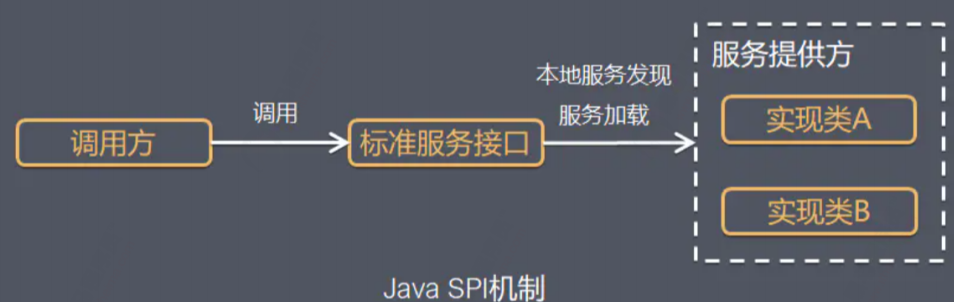 服务提供方
本地服务发现
调用
服务加载
实现类A
调用方
标准服务接口
实现类B
Java SPI机制